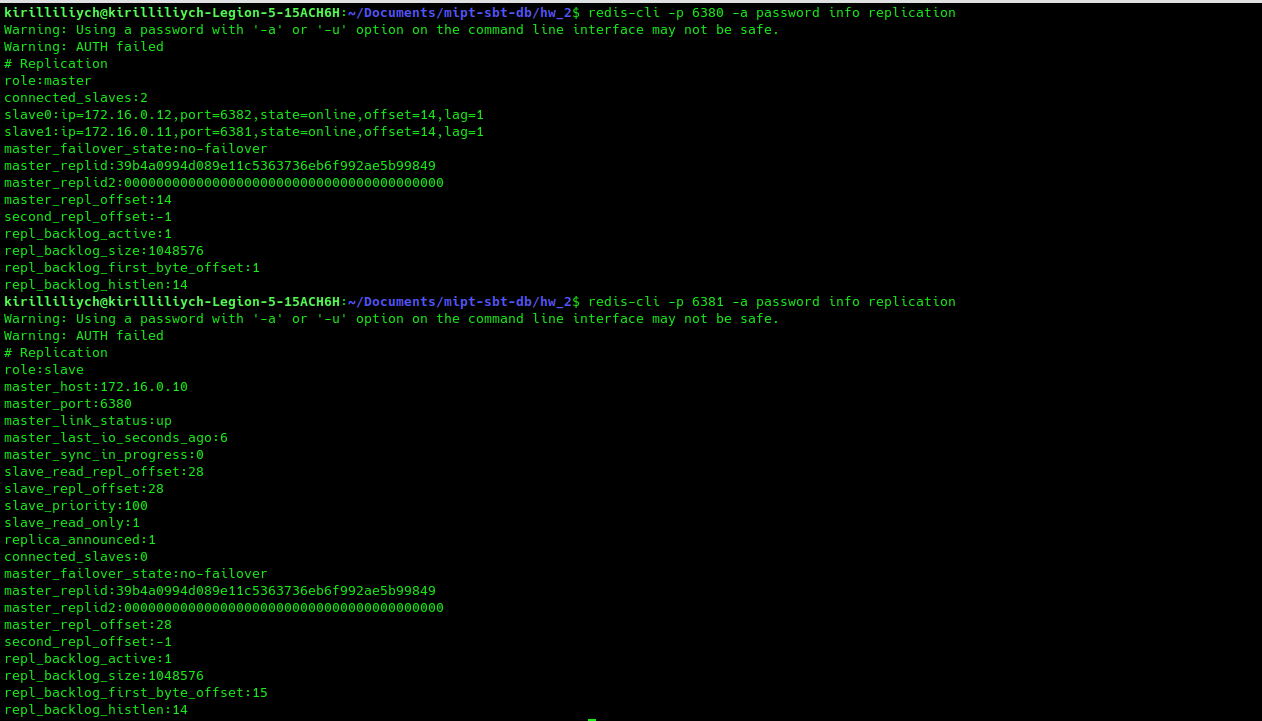 kirilliliych@kirilliliych-Legion-5-15ACH6H:~/Documents/mipt-sbt-db/hw_2$ redis-cli -p 6380 -a password info replication
Warning: Using a password with '-a' or '-u' option on the command line interface may not be safe.
Warning: AUTH failed
# Replication
role:master
connected_slaves:2
slave0:ip=172.16.0.12,port=6382,state=online,offset=14,lag=1
slave1:ip=172.16.0.11,port=6381,state=online,offset=14,lag=1
master_failover_state:no-failover
master_replid:39b4a0994d089e11c5363736eb6f992ae5b99849
master_replid2:0000000000000000000000000000000000000000
master_repl_offset:14
second_repl_offset:-1
repl_backlog_active:1
repl_backlog_size:1048576
repl_backlog_first_byte_offset:1
repl_backlog_histlen:14
kirilliliych@kirilliliych-Legion-5-15ACH6H:~/Documents/mipt-sbt-db/hw_2$ redis-cli -p 6381 -a password info replication
Warning: Using a password with '-a' or '-u' option on the command line interface may not be safe.
Warning: AUTH failed
# Replication
role:slave
master_host:172.16.0.10
master_port:6380
master_link_status:up
master_last_io_seconds_ago:6
master_sync_in_progress:0
slave_read_repl_offset:28
slave_repl_offset:28
slave_priority:100
slave_read_only:1
replica_announced:1
connected_slaves:0
master_failover_state:no-failover
master_replid:39b4a0994d089e11c5363736eb6f992ae5b99849
master_replid2:0000000000000000000000000000000000000000
master_repl_offset:28
second_repl_offset:-1
repl_backlog_active:1
repl_backlog_size:1048576
repl_backlog_first_byte_offset:15
repl_backlog_histlen:14